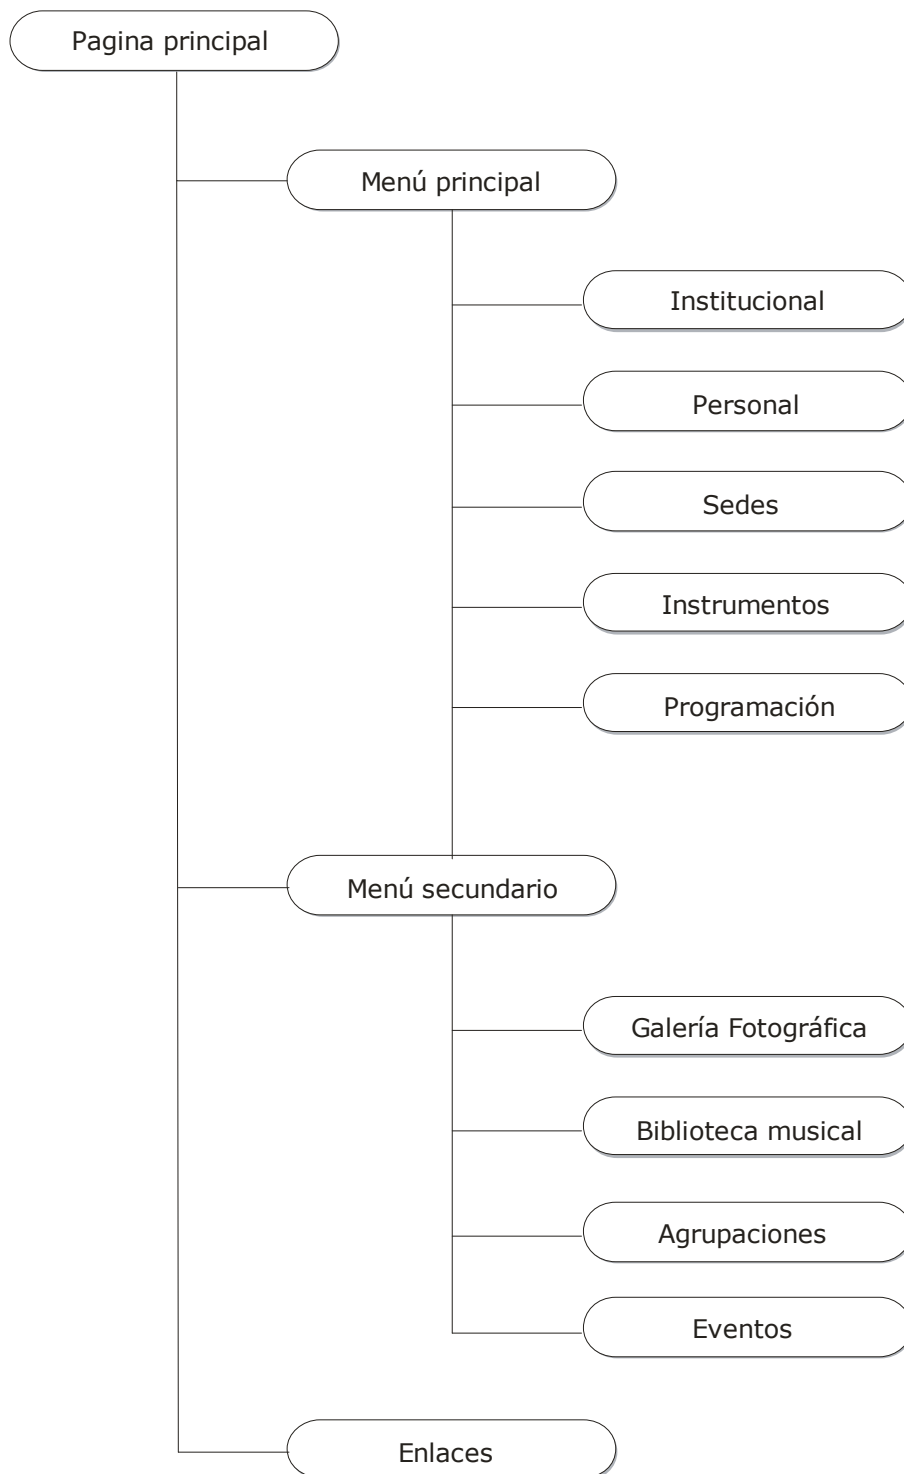 Pagina principal
Menú principal
Institucional
Personal
Sedes
Instrumentos
Programación
Menú secundario
Galería Fotográfica
Biblioteca musical
Agrupaciones
Eventos
Enlaces